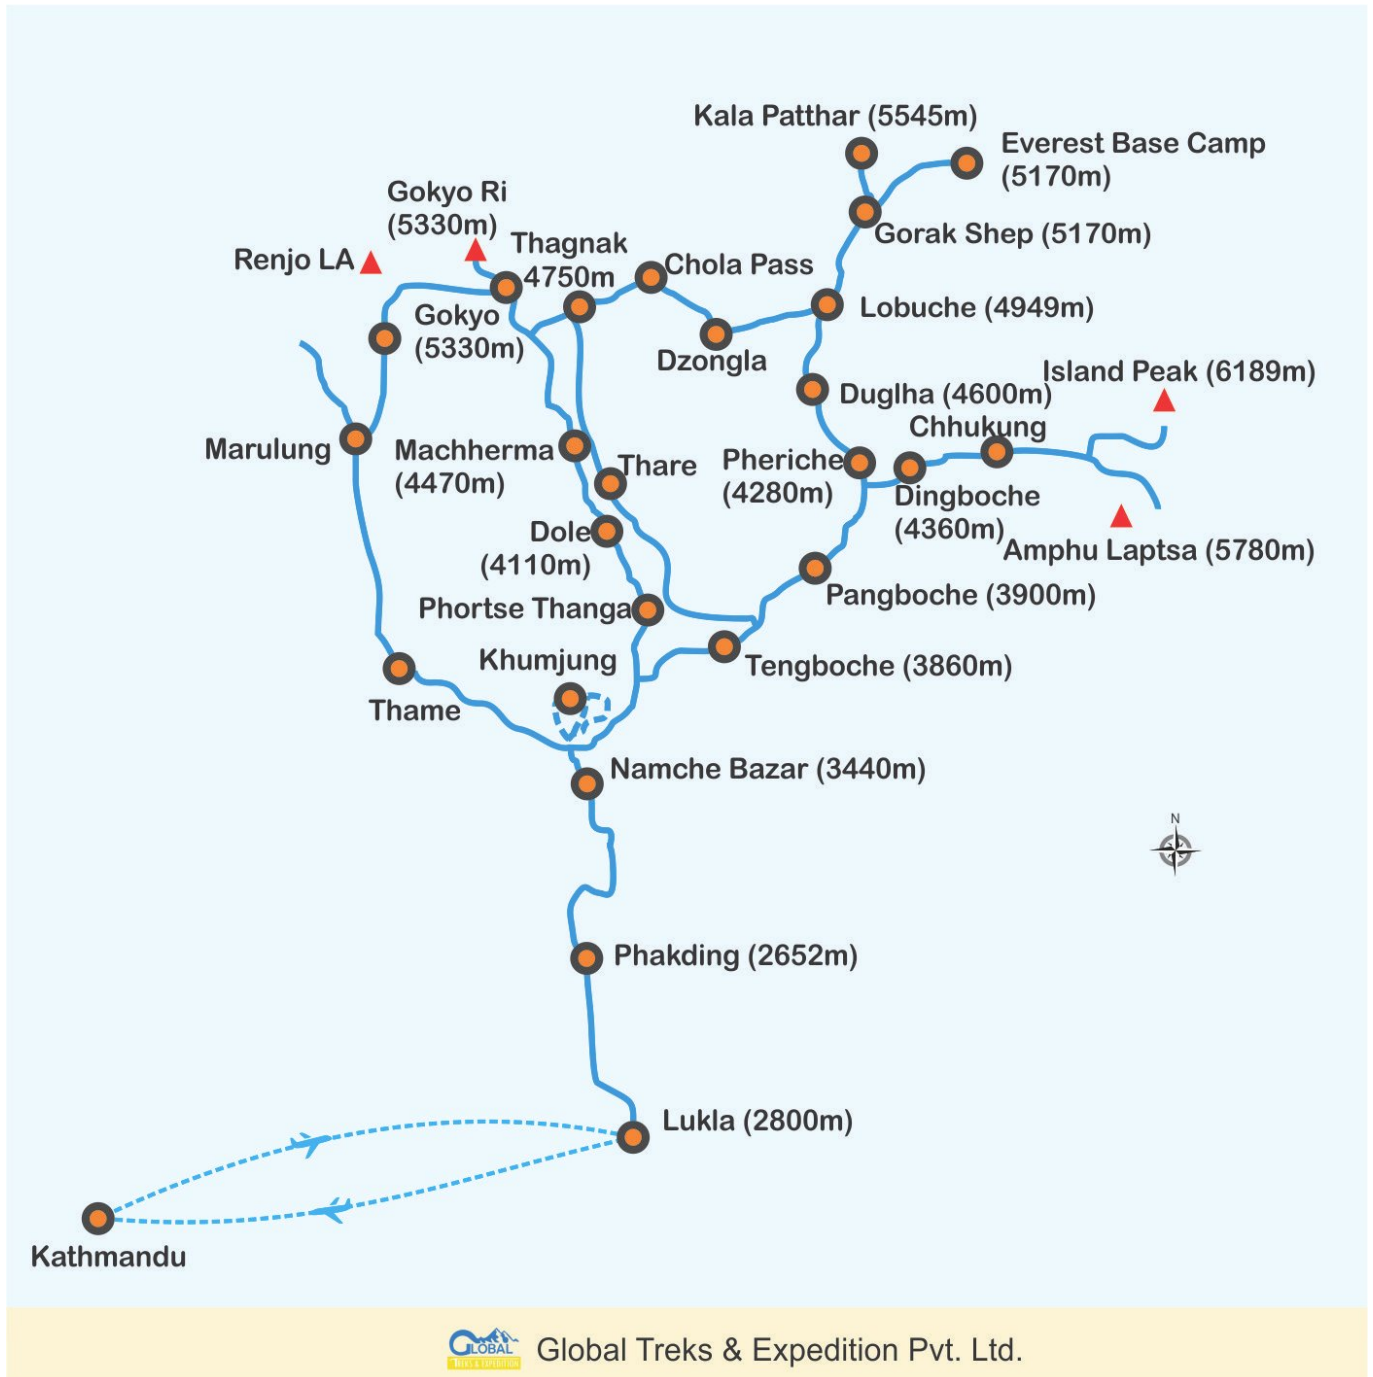 Kala Patthar (5545m)
Everest Base Camp
(5170m)
Gokyo Ri
(5330m)
Gorak Shep (5170m)
Thagnak
4750m
Renjo LA
Chola Pass
Gokyo
(5330m)
Lobuche (4949m)
Dzongla
Island Peak (6189m)
Duglha (4600m)
Chhukung
Marulung
Machherma
(4470m)
Thare
Pheriche
(4280m)
Dingboche
(4360m)
Dole
(4110m)
Amphu Laptsa (5780m)
Pangboche (3900m)
Phortse Thanga
Khumjung
Tengboche (3860m)
Thame
Namche Bazar (3440m)
N
Phakding (2652m)
Lukla (2800m)
Kathmandu
GLOBAL
TREKS & EXPEDITION
Global Treks & Expedition Pvt. Ltd.